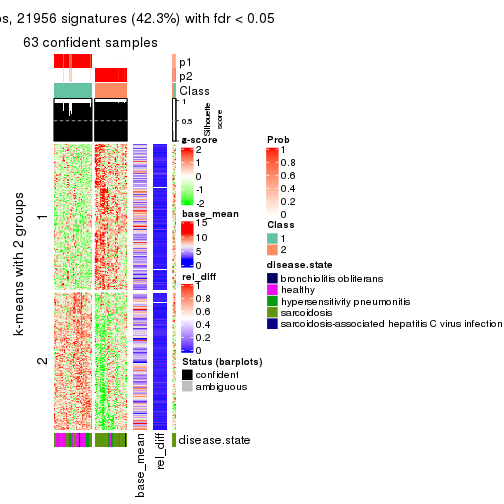 os, 21956 signatures (42.3%) with fdr < 0.05
63 confident samples
p1
p2
Class
1
0.5
0
Silhouette
score
k-means with 2 groups
1
2
z-score
2
1
0
-1
-2
base_mean
15
10
5
0
rel_diff
1
0.8
0.6
0.4
0.2
0
Status (barplots)
confident
ambiguous
Prob
1
0.8
0.6
0.4
0.2
0
Class
1
2
disease.state
bronchiolitis obliterans
healthy
hypersensitivity pneumonitis
sarcoidosis
sarcoidosis-associated hepatitis C virus infection
disease.state
base_mean
rel_diff